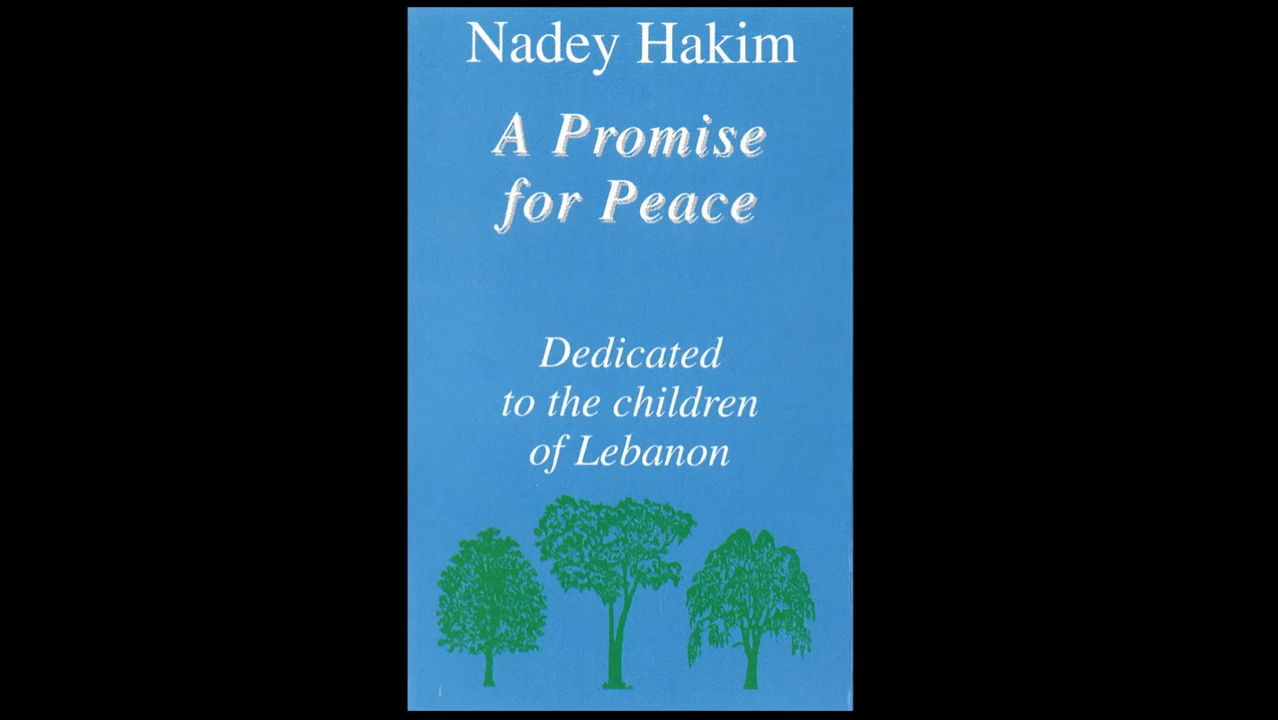 Nadey Hakim
A Promise
for Peace
Dedicated
to the children
of Lebanon